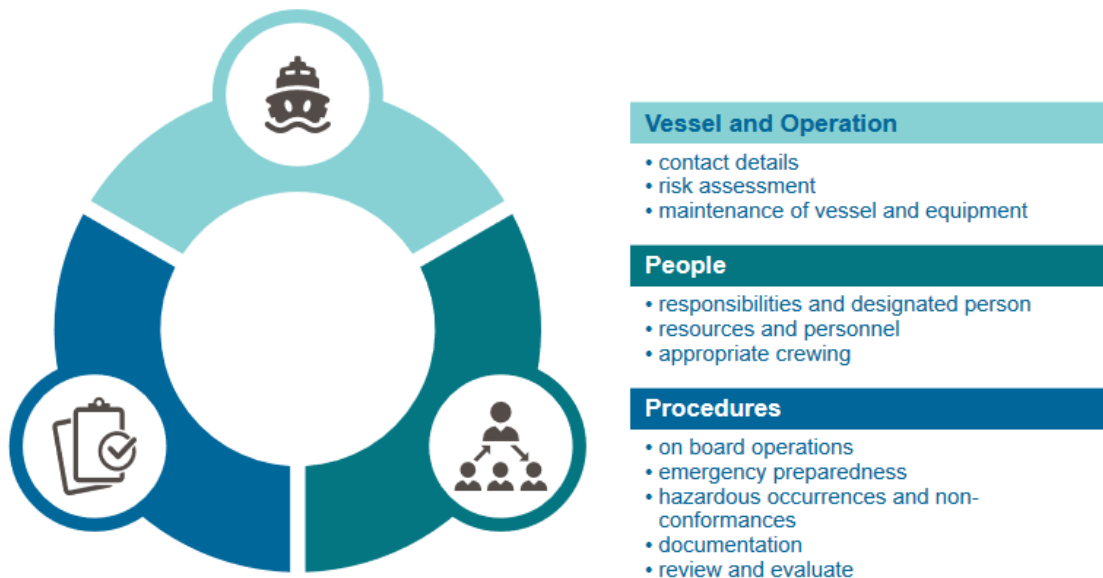 Vessel and Operation
• contact details
• risk assessment
• maintenance of vessel and equipment
People
• responsibilities and designated person
• resources and personnel
• appropriate crewing
Procedures
• on board operations
• emergency preparedness
• hazardous occurrences and non-
conformances
• documentation
• review and evaluate